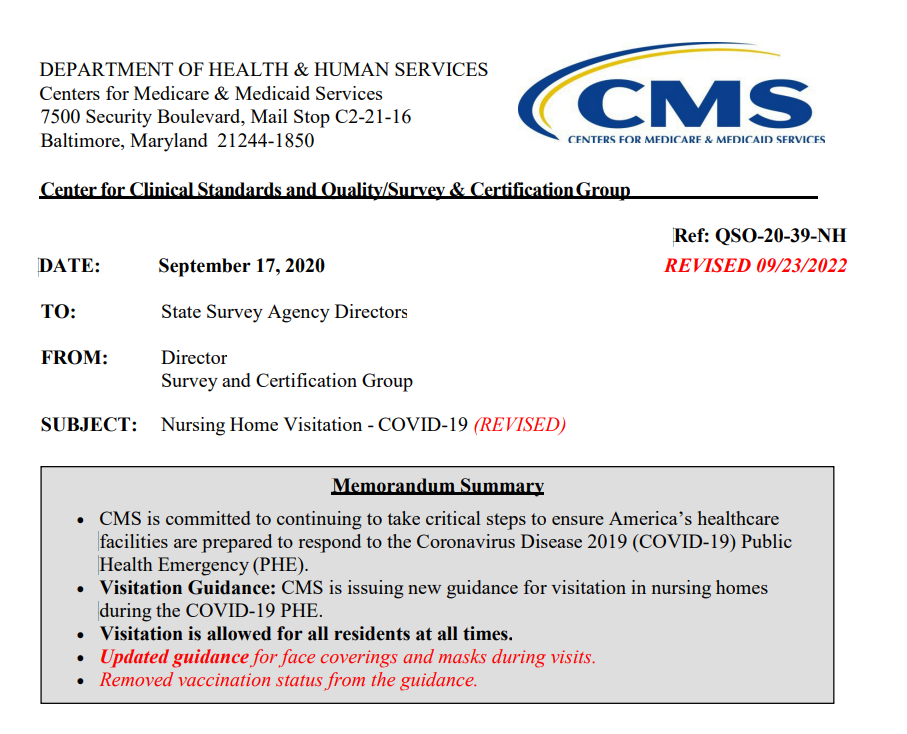 DEPARTMENT OF HEALTH & HUMAN SERVICES
Centers for Medicare & Medicaid Services
7500 Security Boulevard, Mail Stop C2-21-16
Baltimore, Maryland 21244-1850
CMS
CENTERS FOR MEDICARE & MEDICAID SERVICES
Center for Clinical Standards and Quality/Survey & Certification Group
Ref: QSO-20-39-NH
DATE: September 17, 2020 REVISED 09/23/2022
TO: State Survey Agency Directors
FROM: Director
Survey and Certification Group
SUBJECT: Nursing Home Visitation - COVID-19 (REVISED)
Memorandum Summary
• CMS is committed to continuing to take critical steps to ensure America's healthcare
facilities are prepared to respond to the Coronavirus Disease 2019 (COVID-19) Public
Health Emergency (PHE).
• Visitation Guidance: CMS is issuing new guidance for visitation in nursing homes
during the COVID-19 PHE.
• Visitation is allowed for all residents at all times.
• Updated guidance for face coverings and masks during visits.
• Removed vaccination status from the guidance.